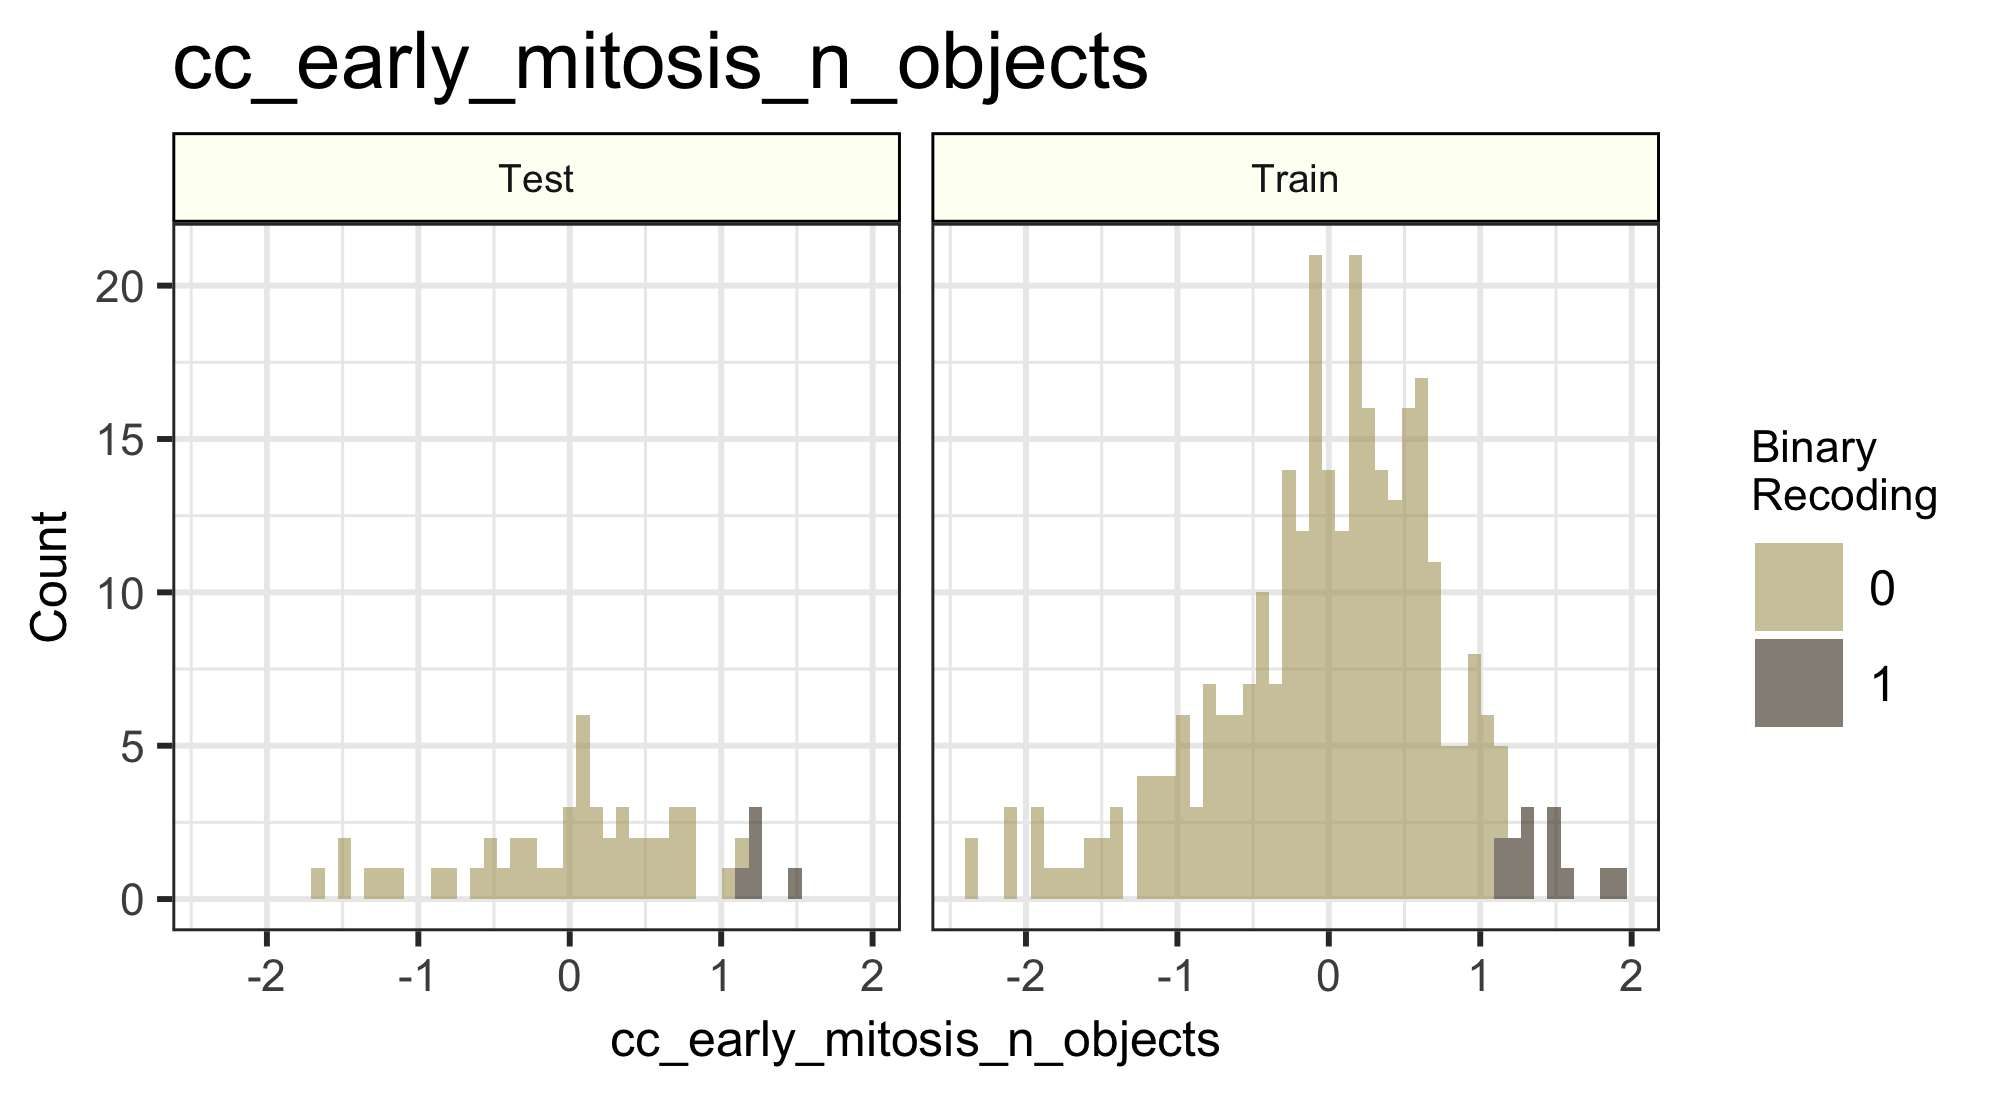 cc_early_mitosis_n_objects
Test
Train
20
15
10
5
0
Count
-2
-1
0
1
2
-2
-1
0
1
2
cc_early_mitosis_n_objects
Binary
Recoding
0
1